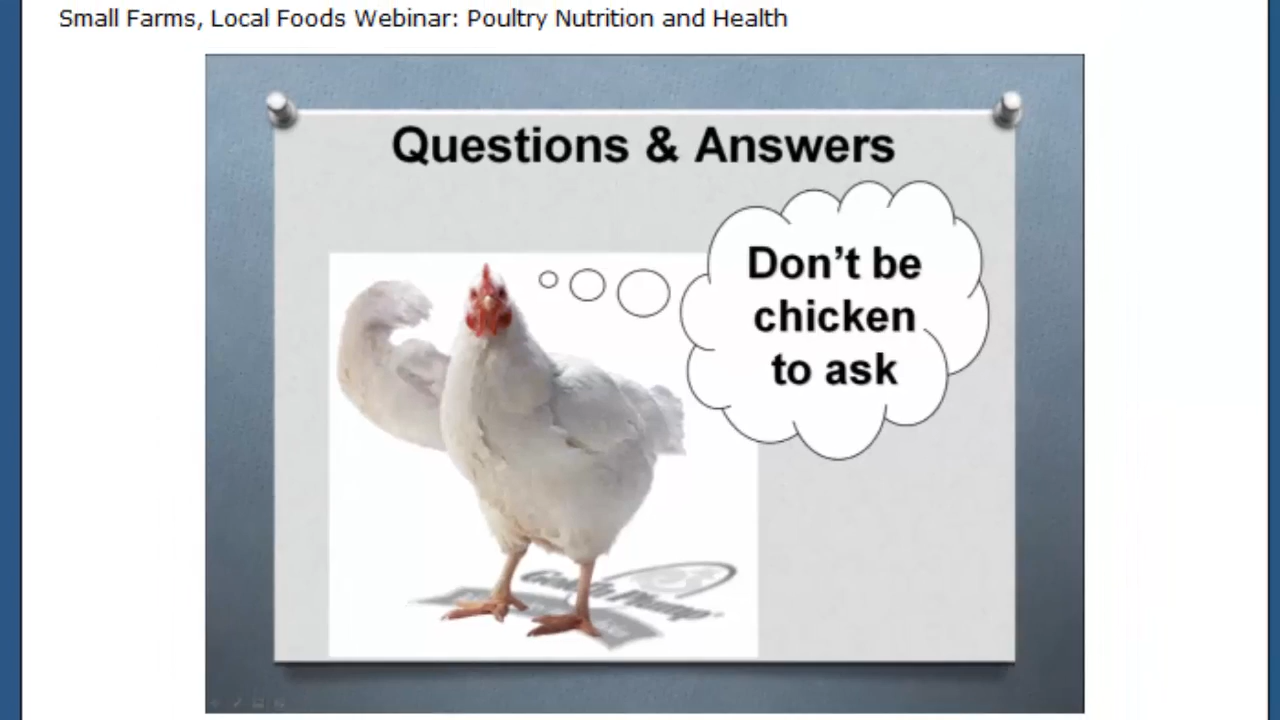 Small Farms, Local Foods Webinar: Poultry Nutrition and Health
Questions & Answers
Don't be
chicken
to ask